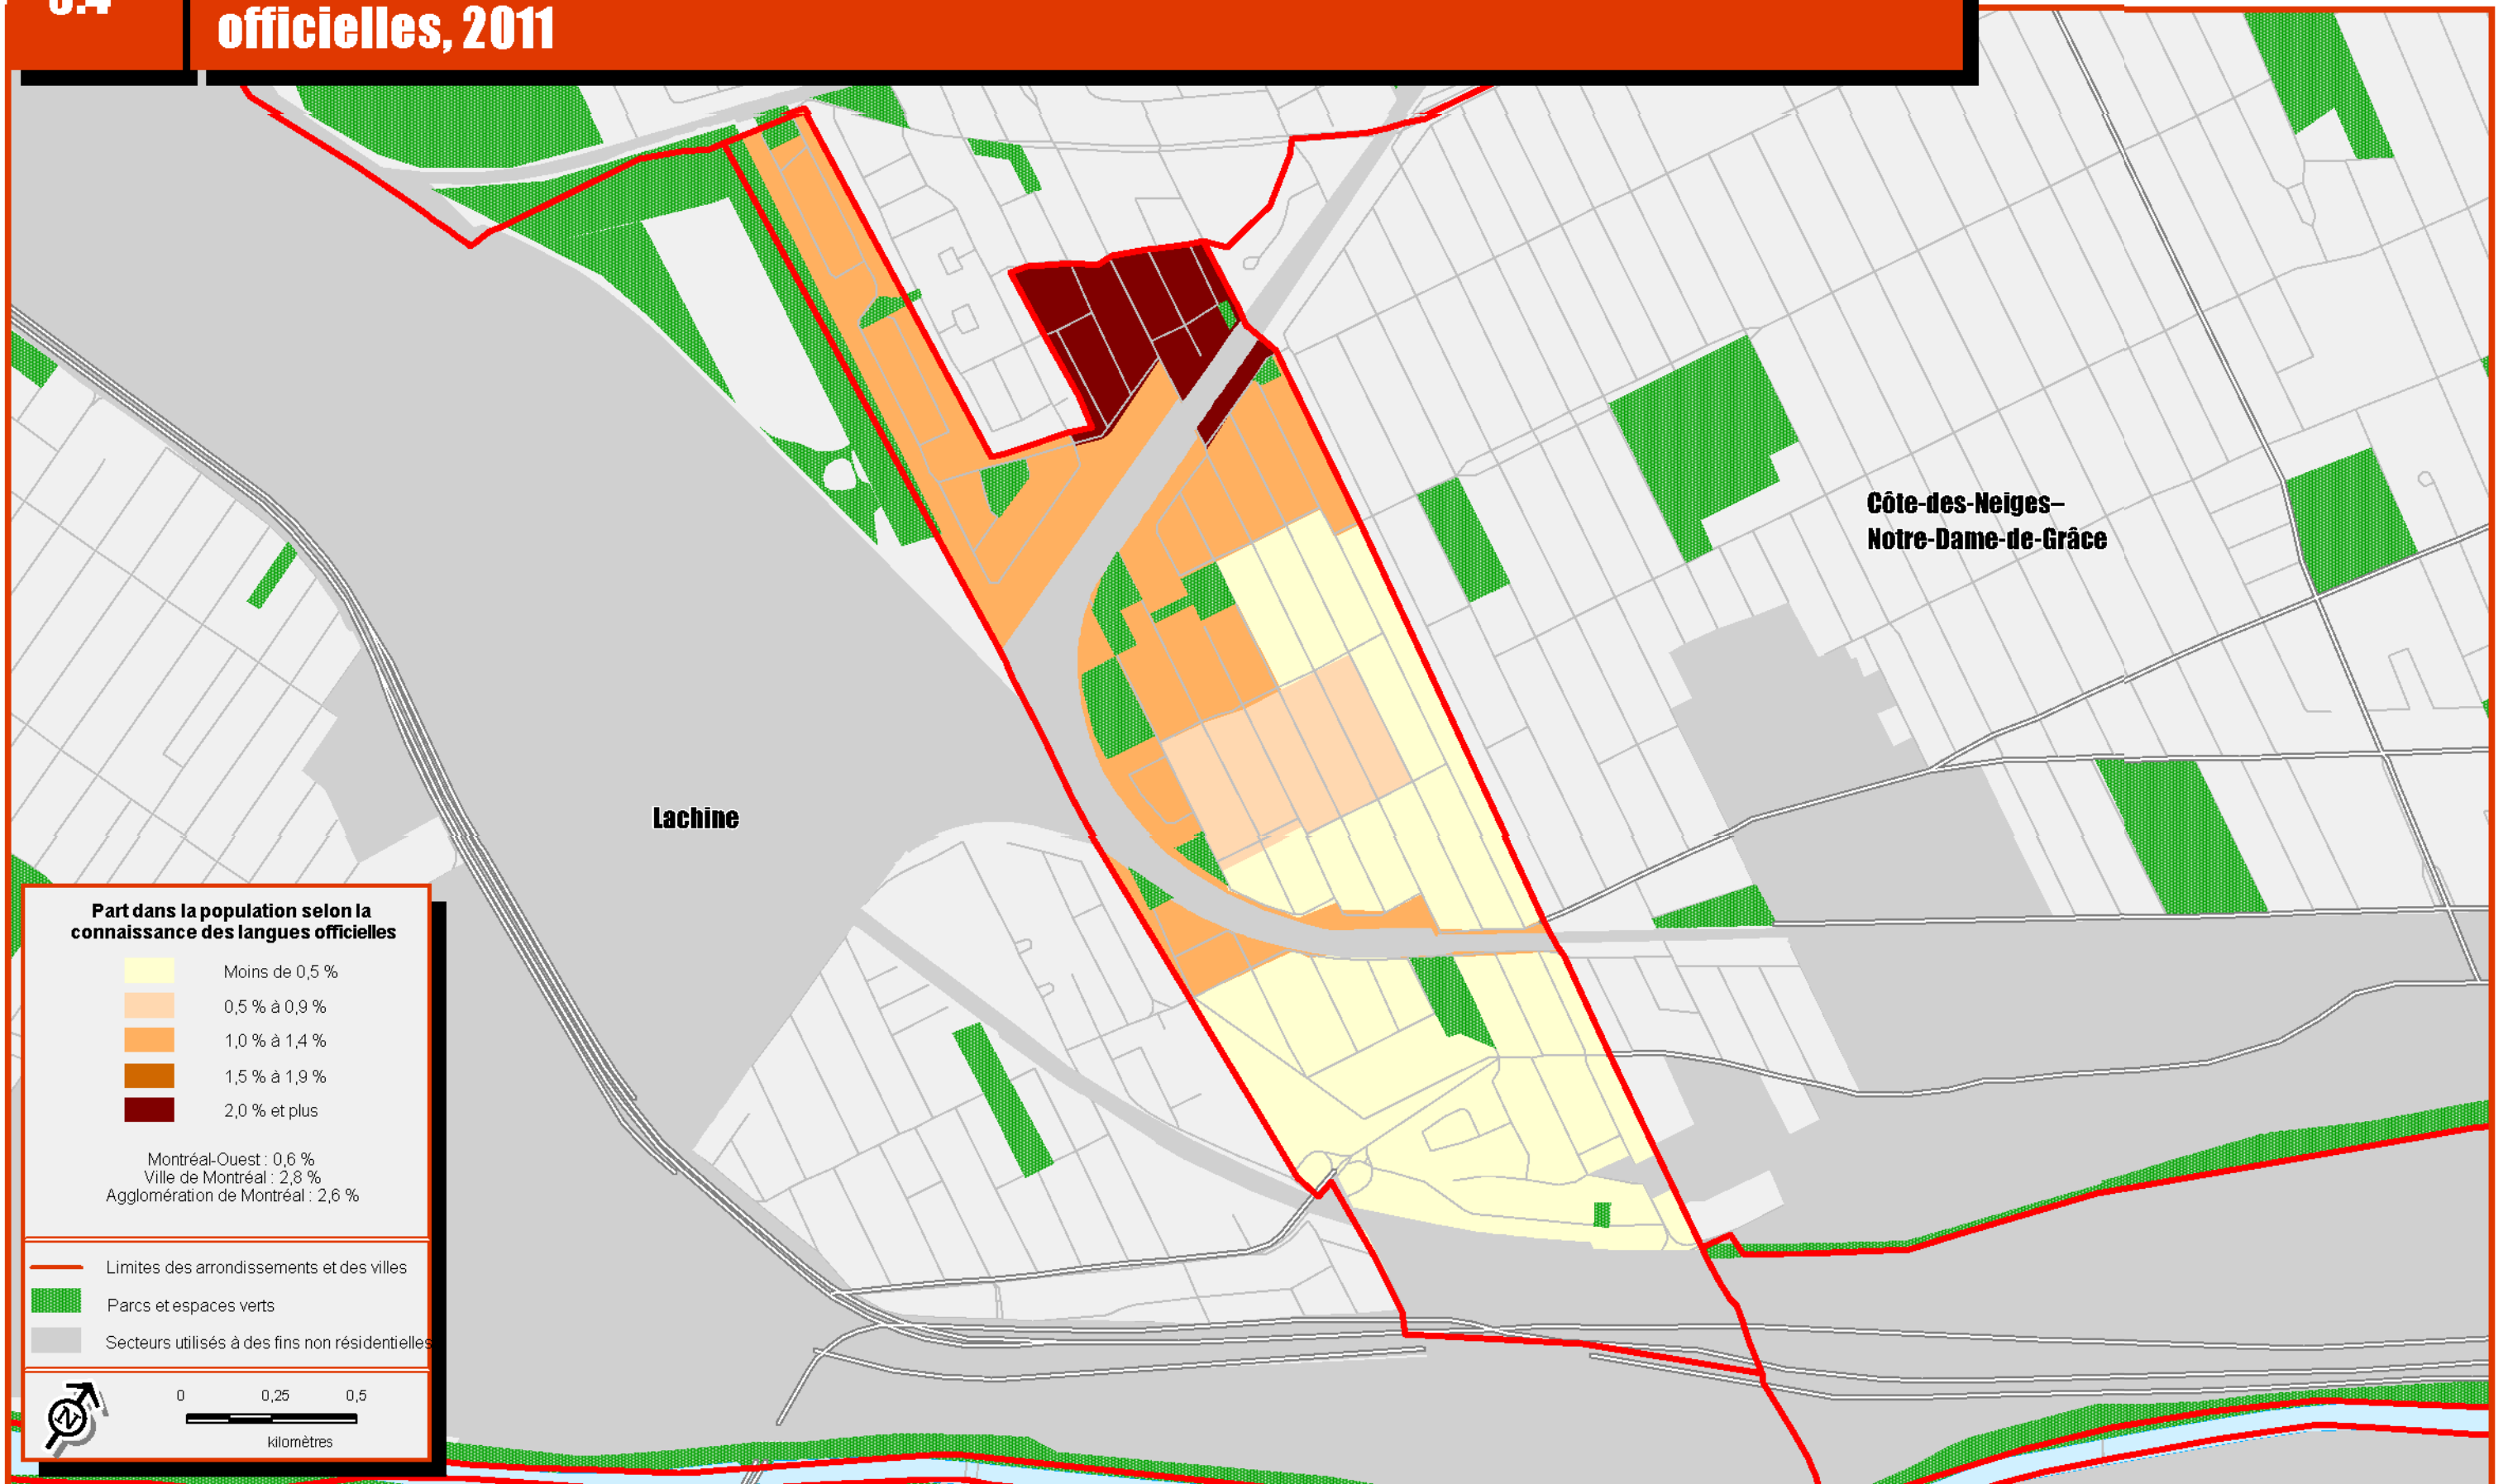 officielles, 2011
Côte-des-Neiges–
Notre-Dame-de-Grâce
Lachine
Part dans la population selon la
connaissance des langues officielles
Moins de 0,5 %
0,5 % à 0,9 %
1,0 % à 1,4 %
1,5 % à 1,9 %
2,0 % et plus
Montréal-Ouest : 0,6 %
Ville de Montréal : 2,8 %
Agglomération de Montréal : 2,6 %
Limites des arrondissements et des villes
Parcs et espaces verts
Secteurs utilisés à des fins non résidentielles
N
0 0,25 0,5
kilomètres